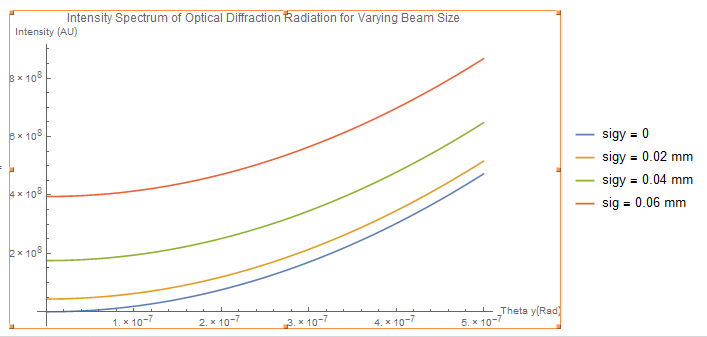 Intensity Spectrum of Optical Diffraction Radiation for Varying Beam Size
Intensity (AU)
8 × 10⁸
6 × 10⁸
4 × 10⁸
2 × 10⁸
1. × 10⁻⁷ 2. × 10⁻⁷ 3. × 10⁻⁷ 4. × 10⁻⁷ 5. × 10⁻⁷
Theta y(Rad)
sigy = 0
sigy = 0.02 mm
sigy = 0.04 mm
sig = 0.06 mm